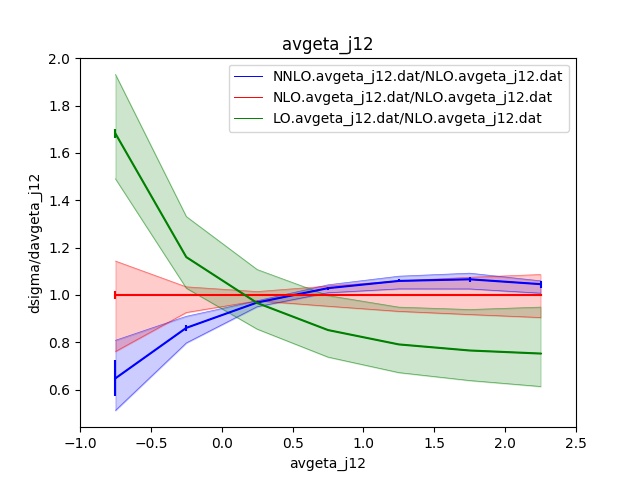 avgeta_j12
NNLO.avgeta_j12.dat/NLO.avgeta_j12.dat
NLO.avgeta_j12.dat/NLO.avgeta_j12.dat
LO.avgeta_j12.dat/NLO.avgeta_j12.dat
dsigma/davgeta_j12
2.0
1.8
1.6
1.4
1.2
1.0
0.8
0.6
−1.0 −0.5 0.0 0.5 1.0 1.5 2.0 2.5
avgeta_j12